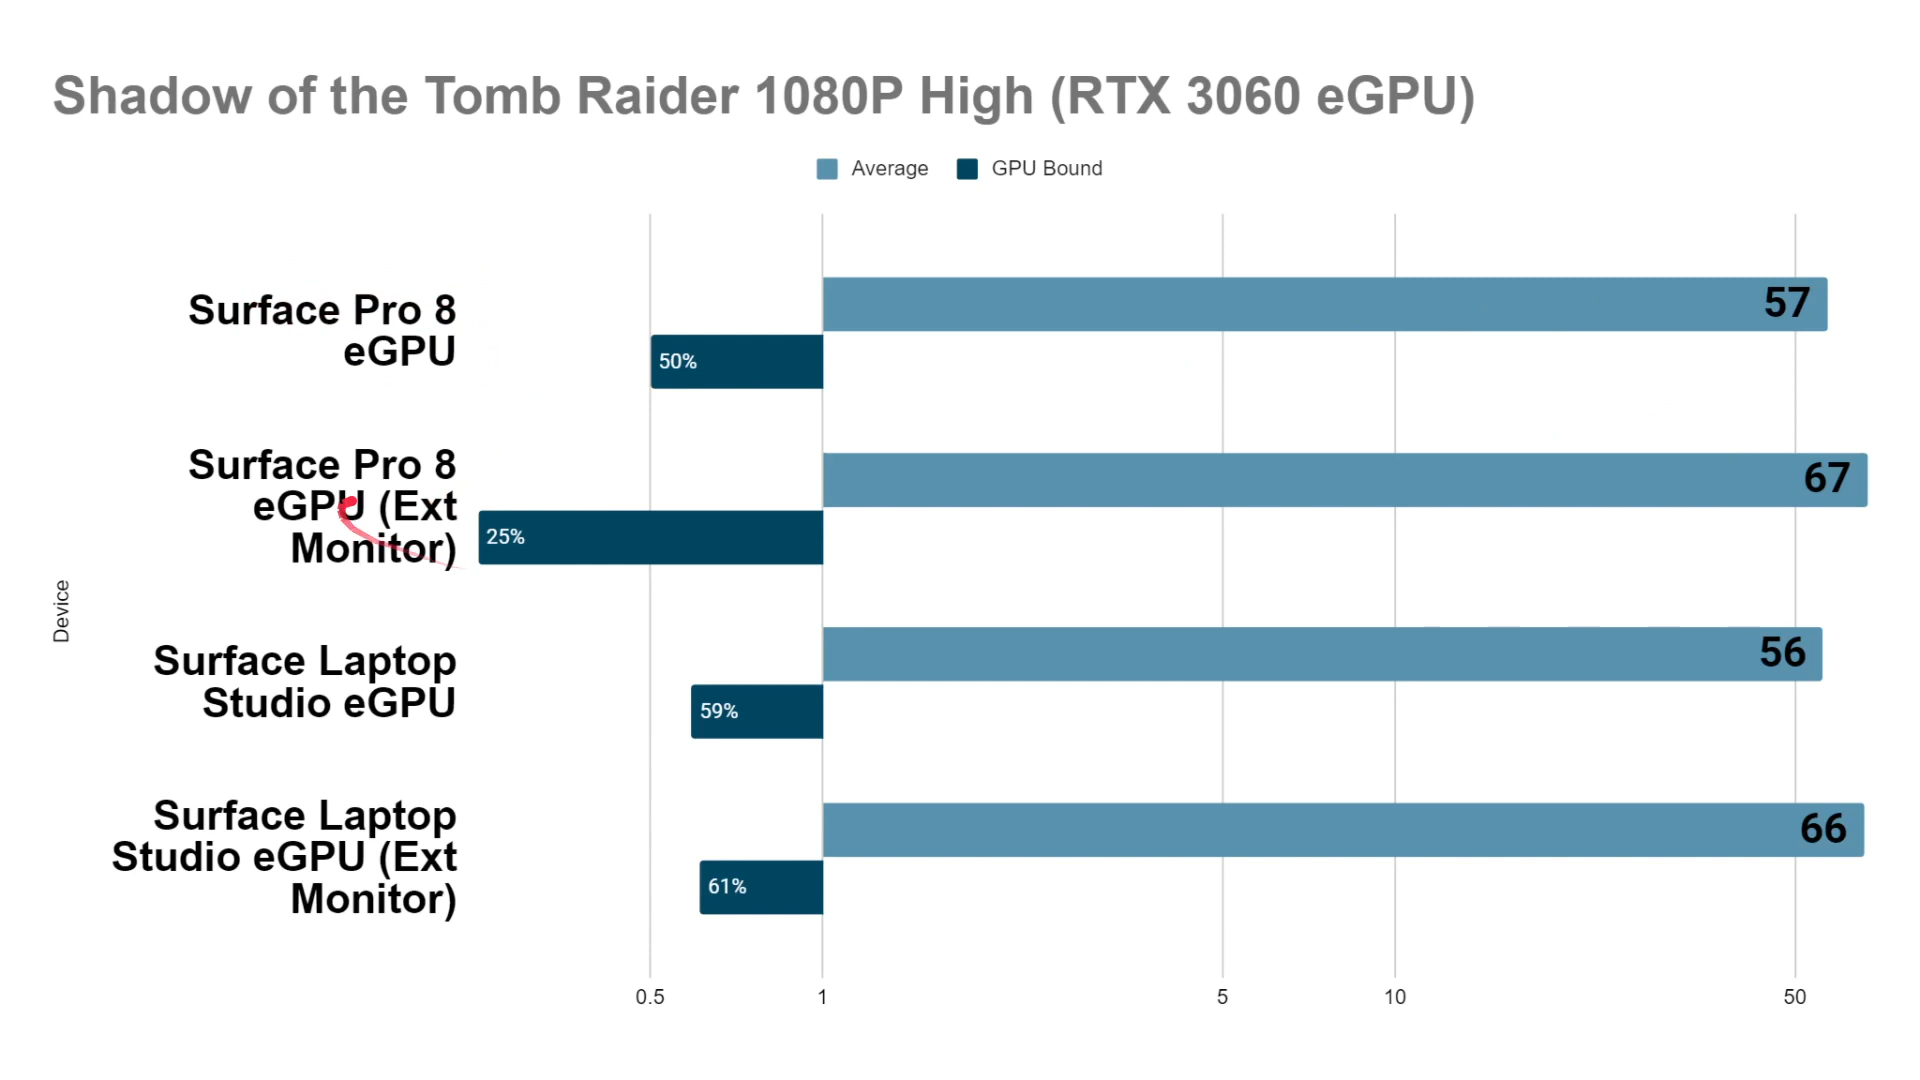 Shadow of the Tomb Raider 1080P High (RTX 3060 eGPU)
Average
GPU Bound
Surface Pro 8
eGPU
57
50%
Surface Pro 8
eGPU (Ext
Monitor)
67
25%
Device
Surface Laptop
Studio eGPU
56
59%
Surface Laptop
Studio eGPU (Ext
Monitor)
66
61%
0.5
1
5
10
50